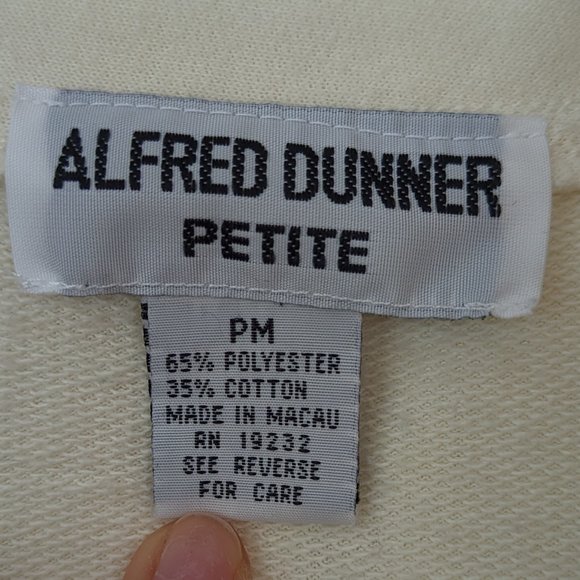 ALFRED DUNNER
PETITE
PM
65% POLYESTER
35% COTTON
MADE IN MACAU
RN 19232
SEE REVERSE
FOR CARE